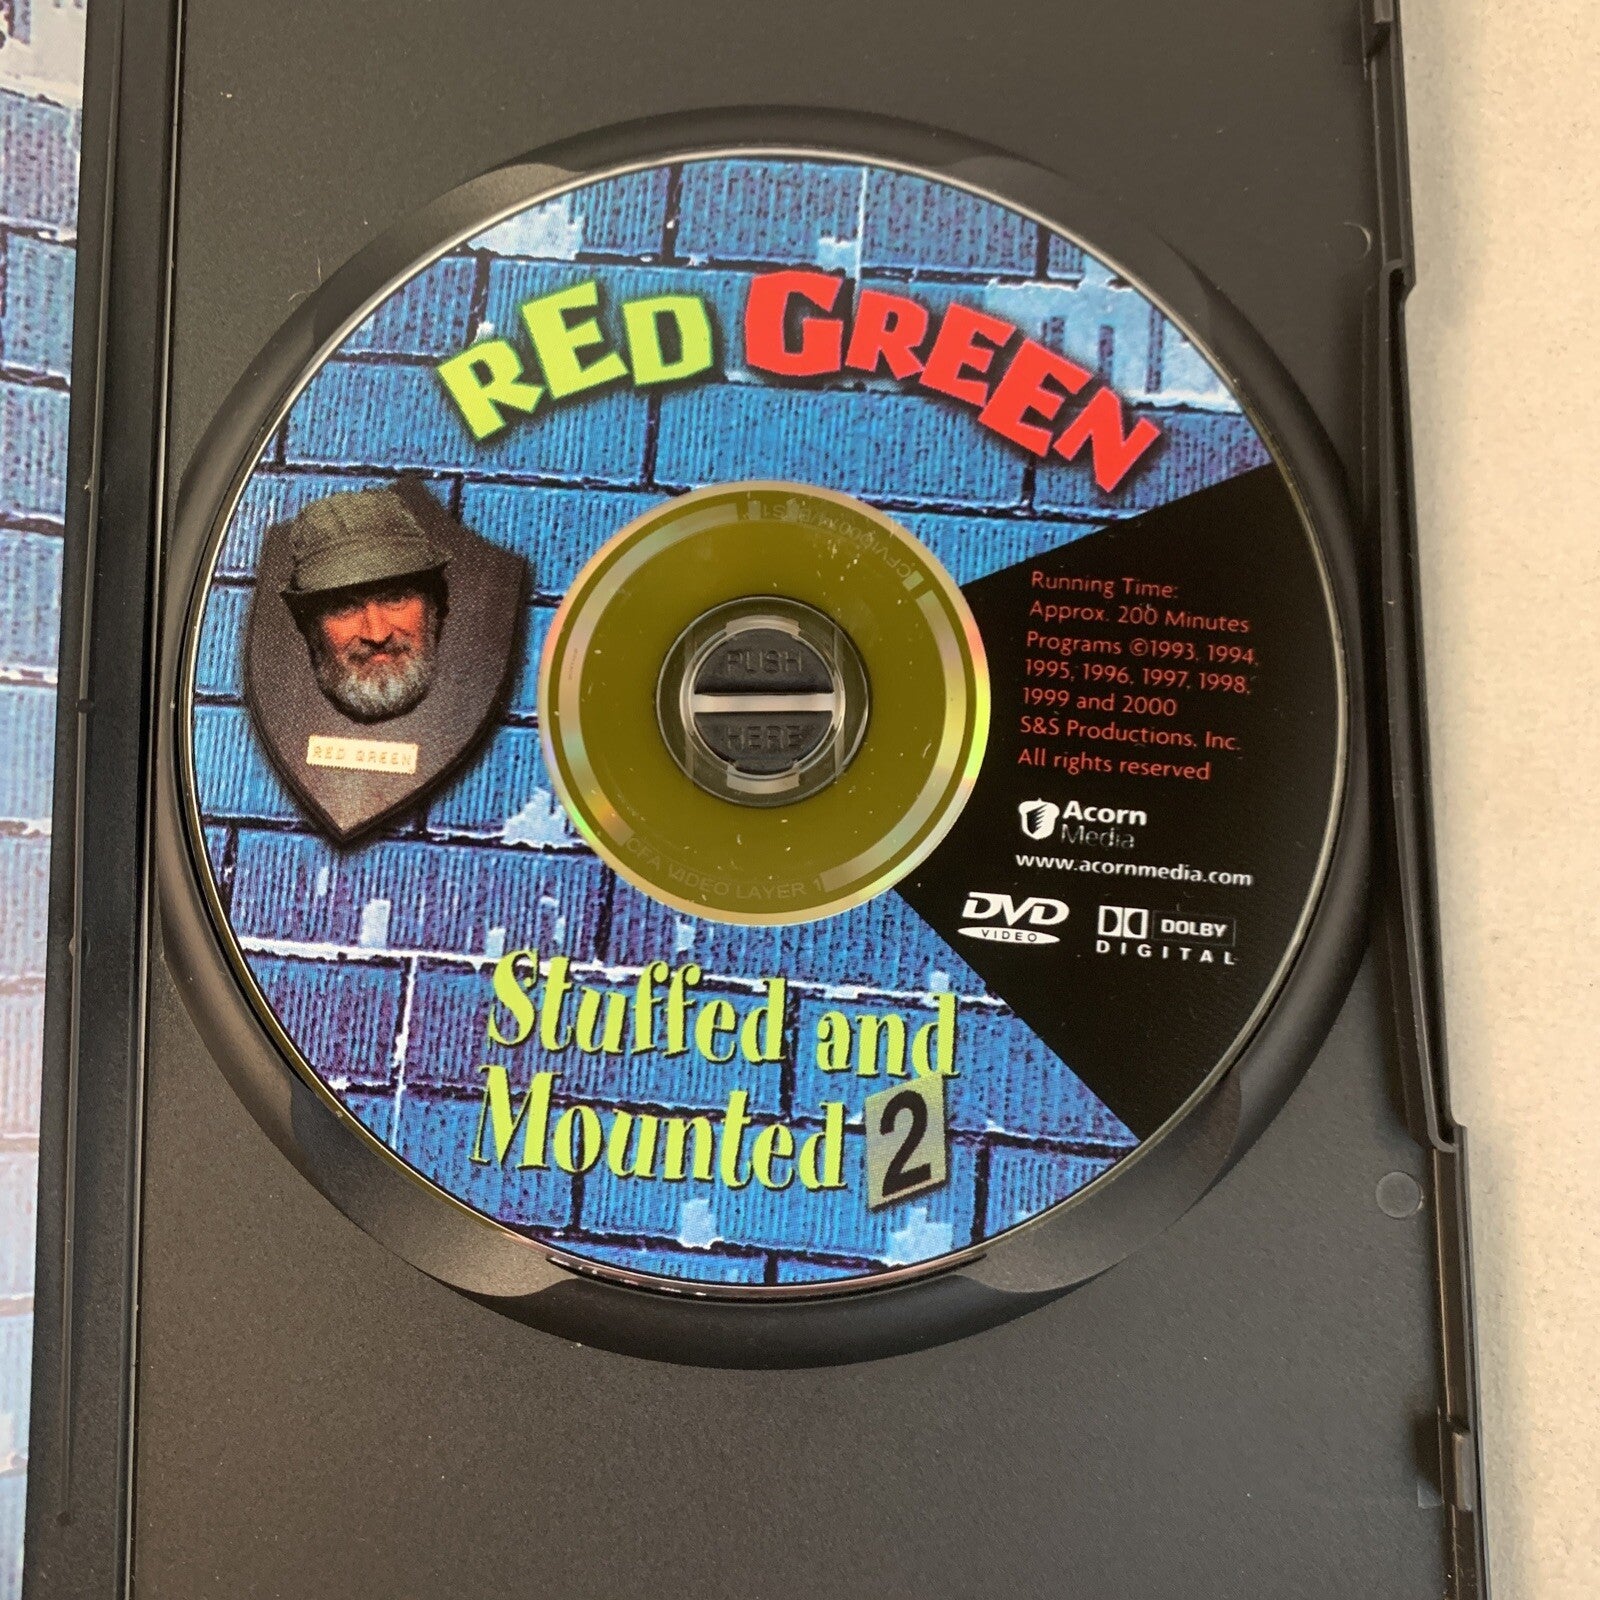 RED GREEN
RED GREEN
PUSH
HERE
CFA VIDEO LAYER 1
Running Time:
Approx. 200 Minutes
Programs ©1993, 1994,
1995, 1996, 1997, 1998,
1999 and 2000
S&S Productions, Inc.
All rights reserved
Acorn
Media
www.acornmedia.com
DVD
VIDEO
DOLBY
DIGITAL
Stuffed and
Mounted 2